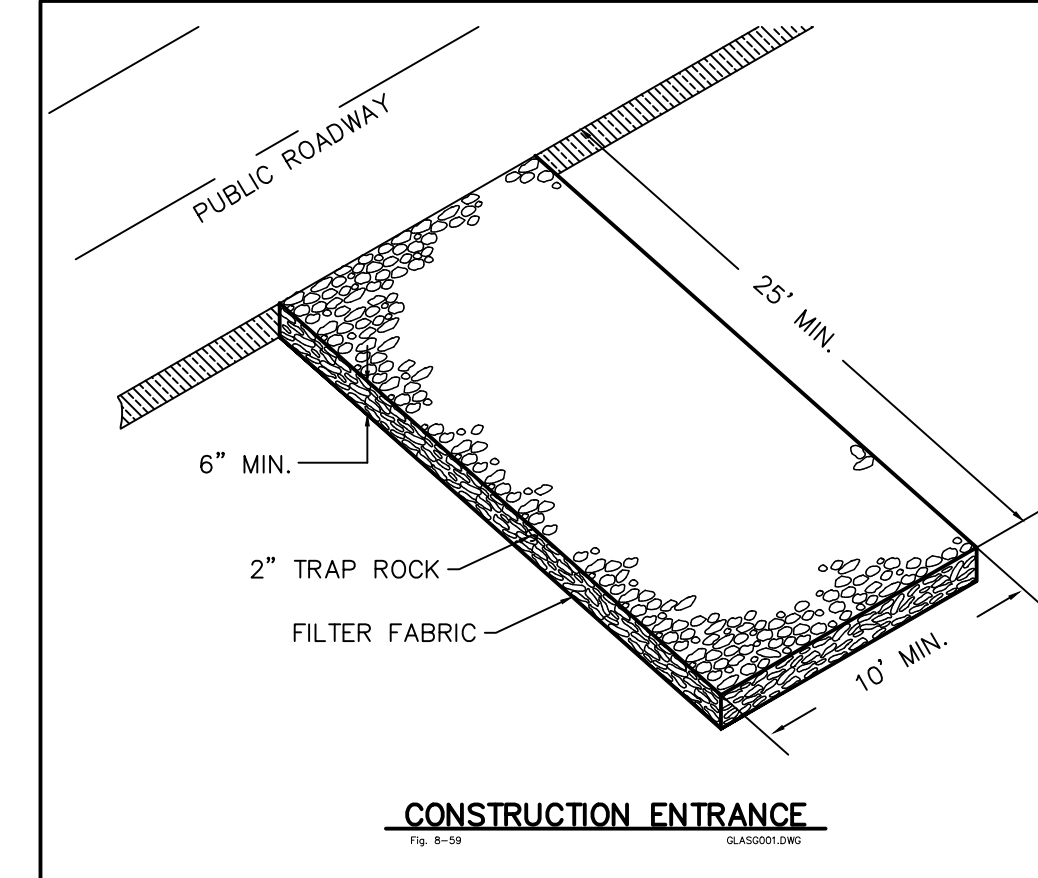 PUBLIC ROADWAY
25' MIN.
6" MIN.
2" TRAP ROCK
FILTER FABRIC
10' MIN.
CONSTRUCTION ENTRANCE
Fig. 8-59
GLASG001.DWG